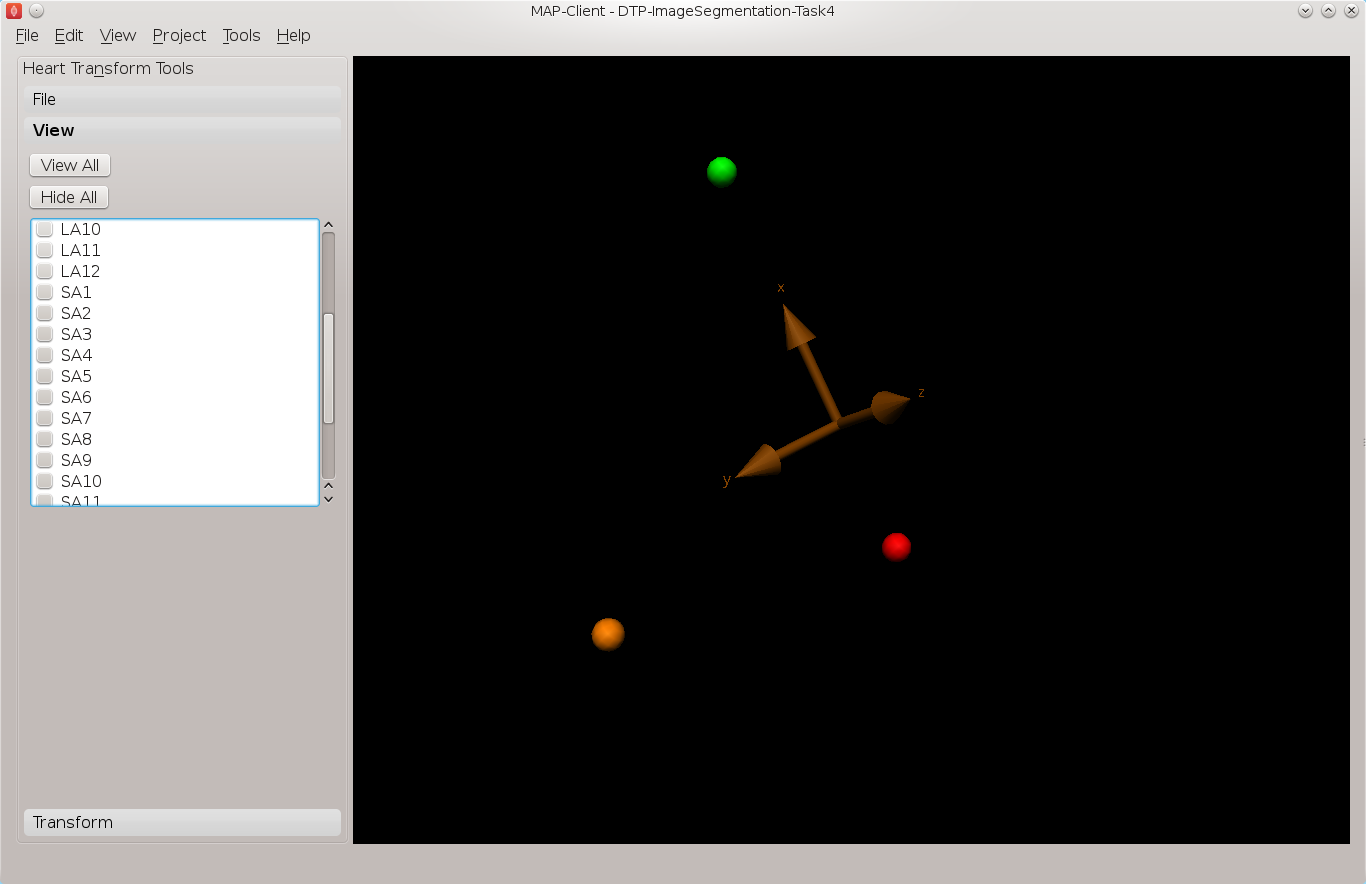 MAP-Client - DTP-ImageSegmentation-Task4
File Edit View Project Tools Help
Heart Transform Tools
File
View
View All
Hide All
LA10
LA11
LA12
SA1
SA2
SA3
SA4
SA5
SA6
SA7
SA8
SA9
SA10
SA11
x
z
y
Transform